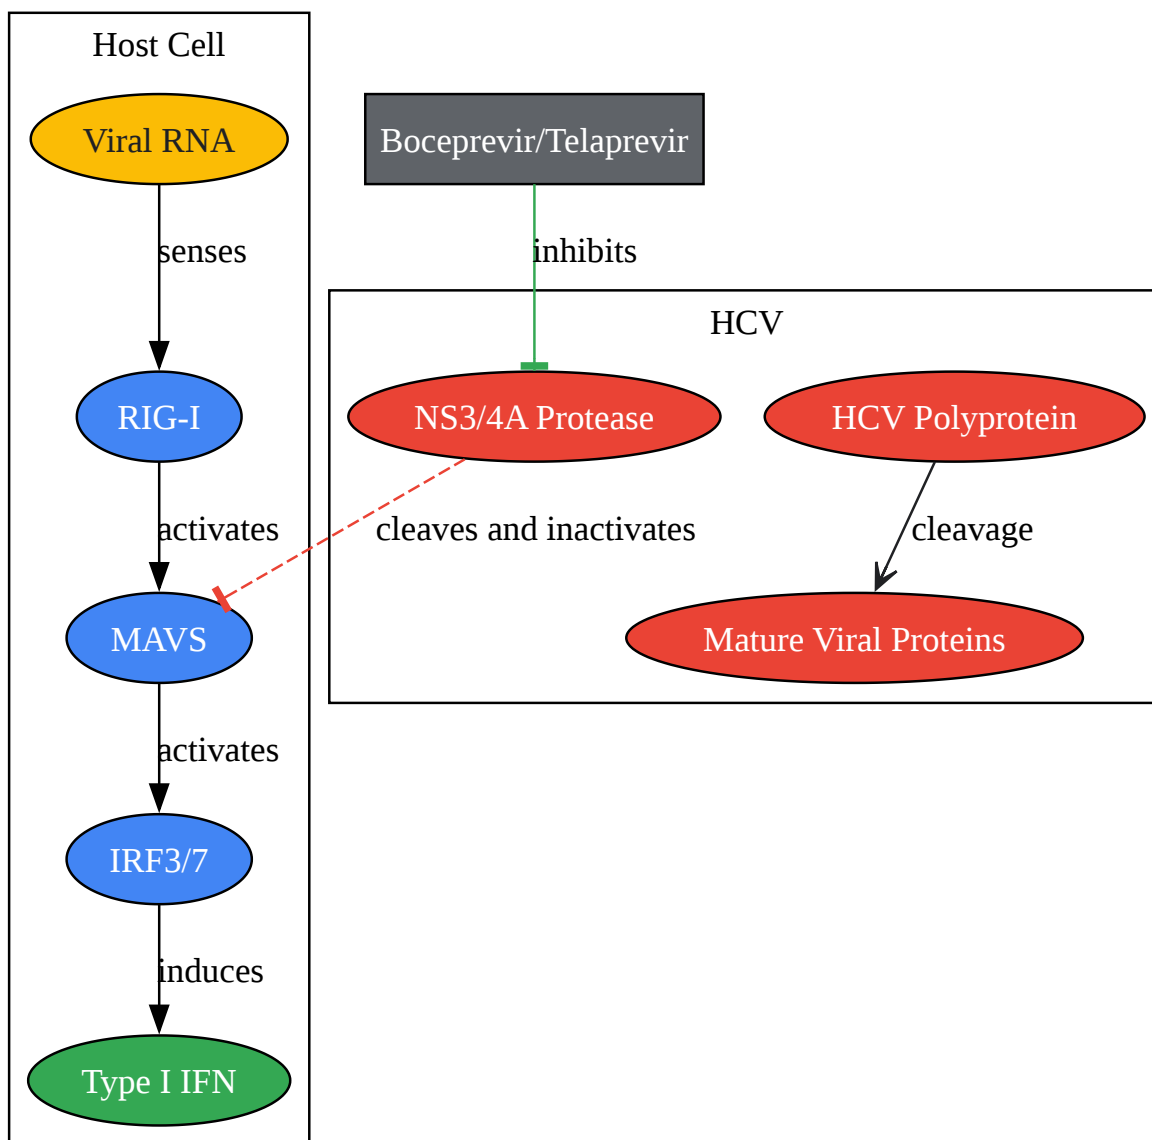 Host Cell
Viral RNA
Boceprevir/Telaprevir
senses
inhibits
HCV
RIG-I
NS3/4A Protease
HCV Polyprotein
activates
cleaves and inactivates
cleavage
MAVS
Mature Viral Proteins
activates
IRF3/7
induces
Type I IFN